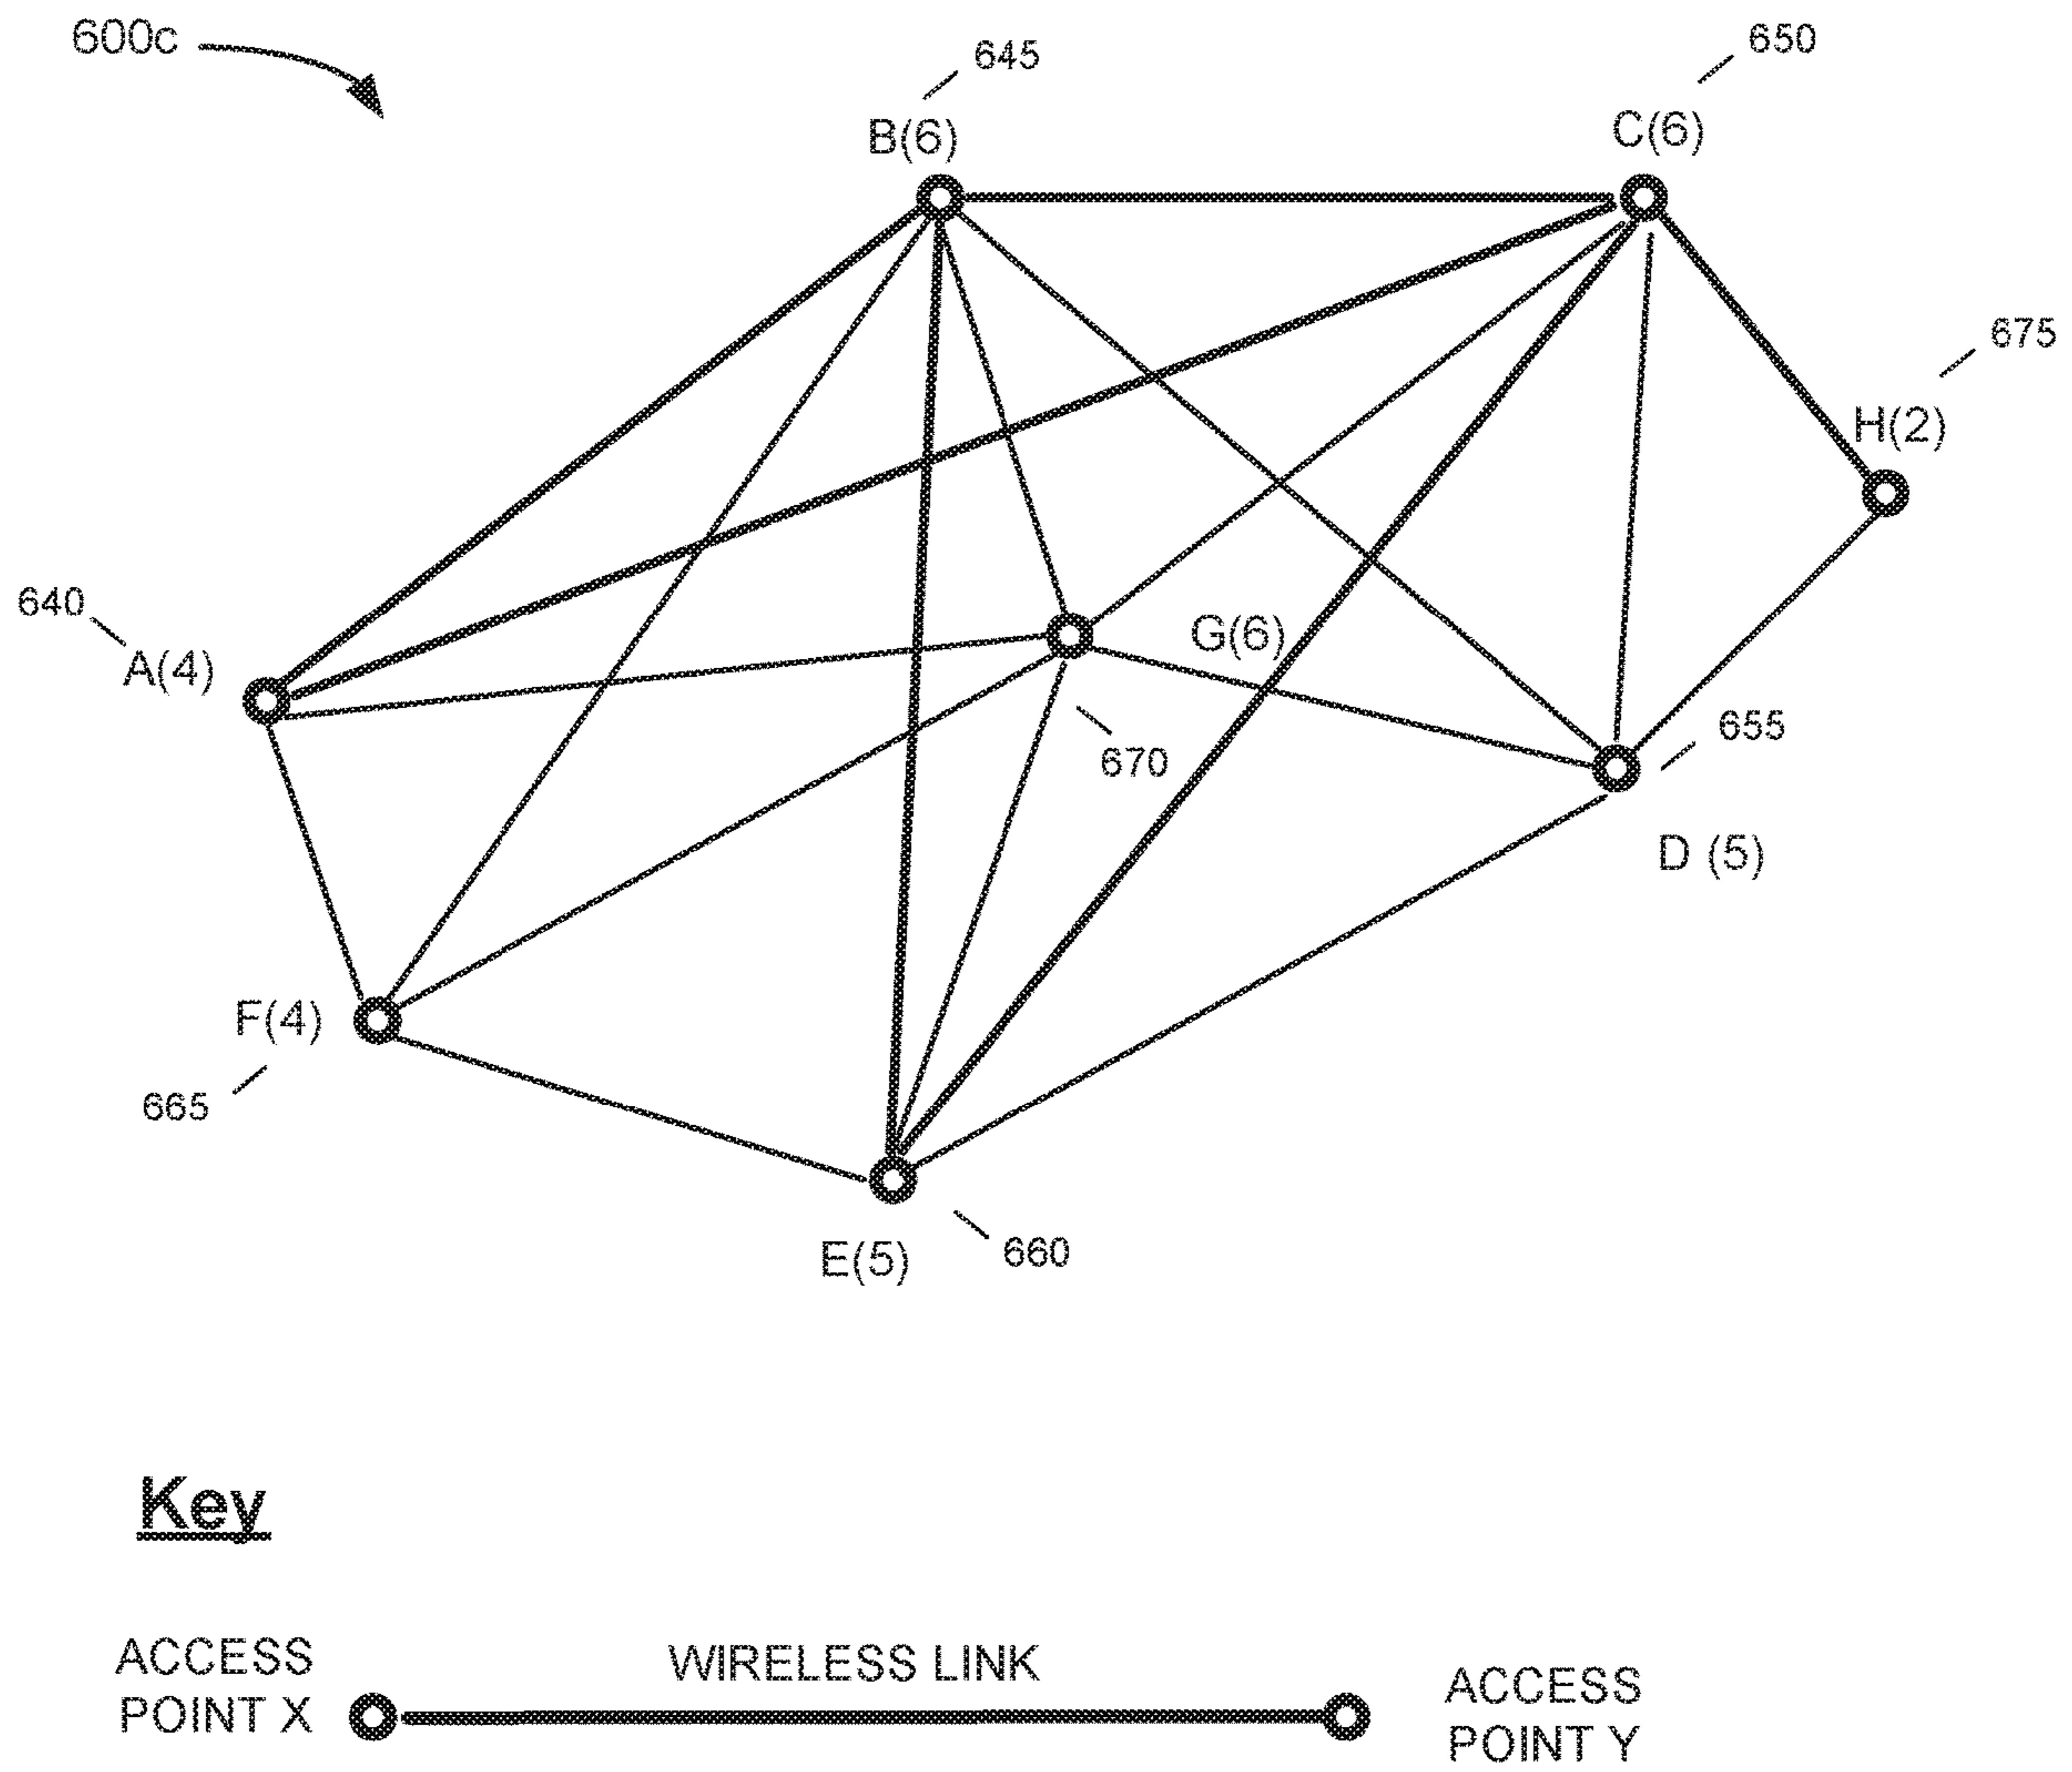 600c
645
650
B(6)
C(6)
675
H(2)
640
A(4)
G(6)
670
655
D (5)
F(4)
665
E(5)
660
Key
ACCESS
POINT X
WIRELESS LINK
ACCESS
POINT Y